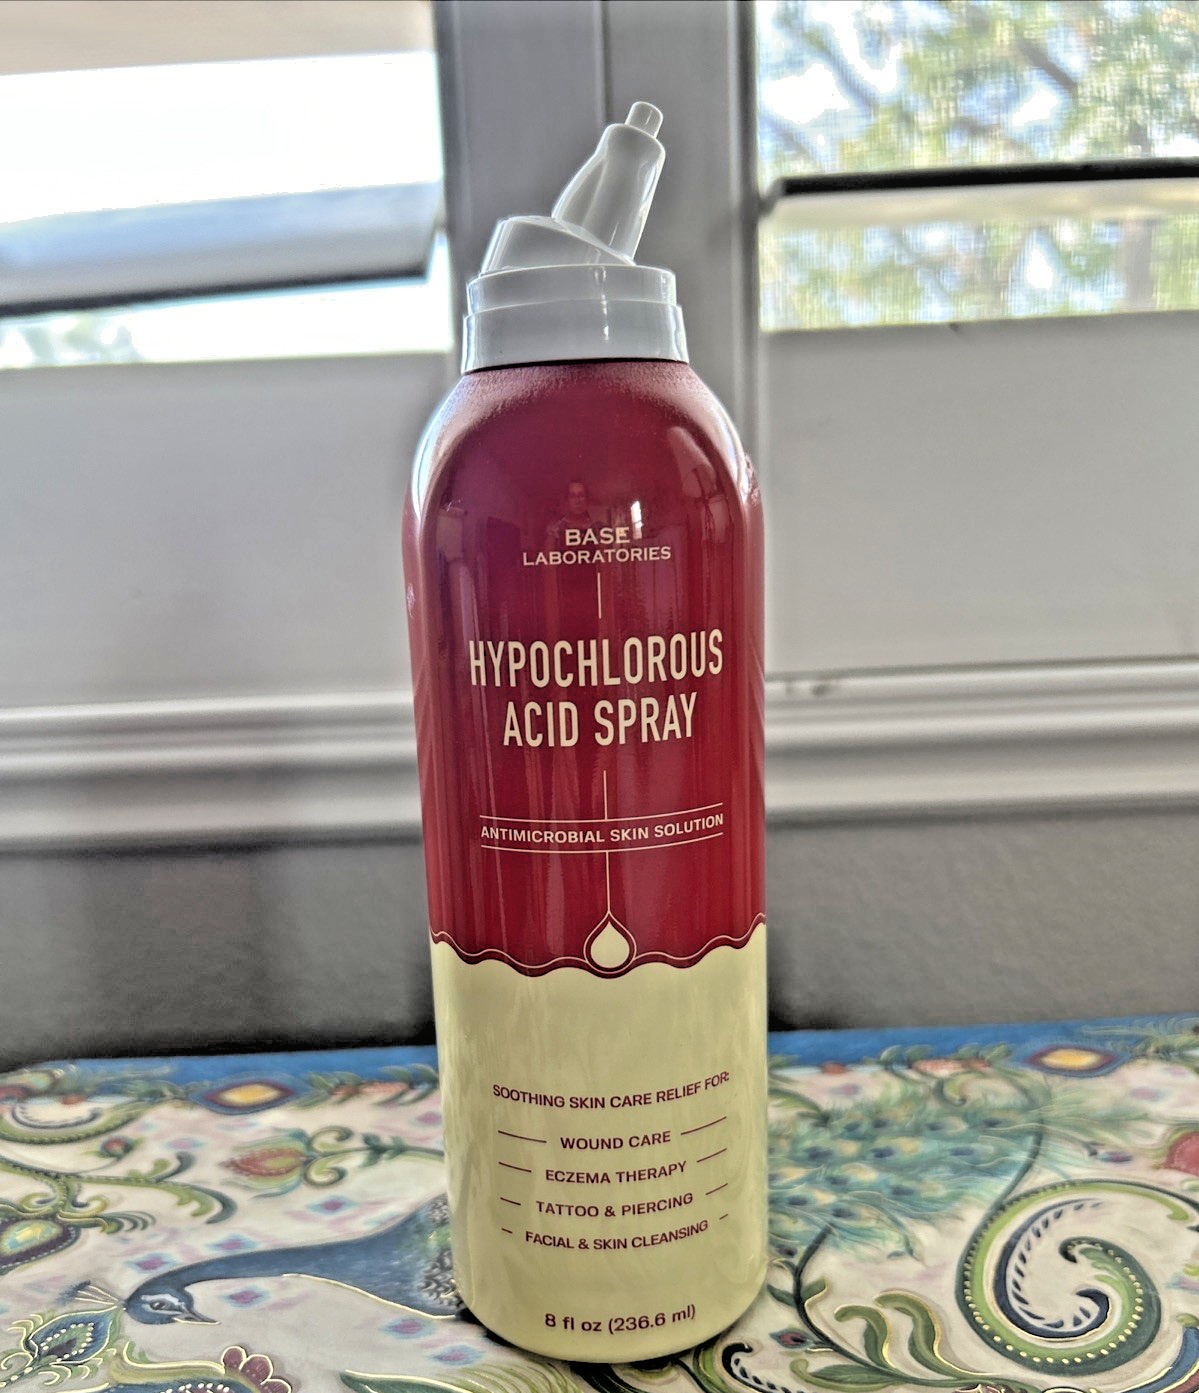 BASE
LABORATORIES
HYPOCHLOROUS
ACID SPRAY
ANTIMICROBIAL SKIN SOLUTION
SOOTHING SKIN CARE RELIEF FOR:
WOUND CARE
ECZEMA THERAPY
TATTOO & PIERCING
FACIAL & SKIN CLEANSING
8 fl oz (236.6 ml)